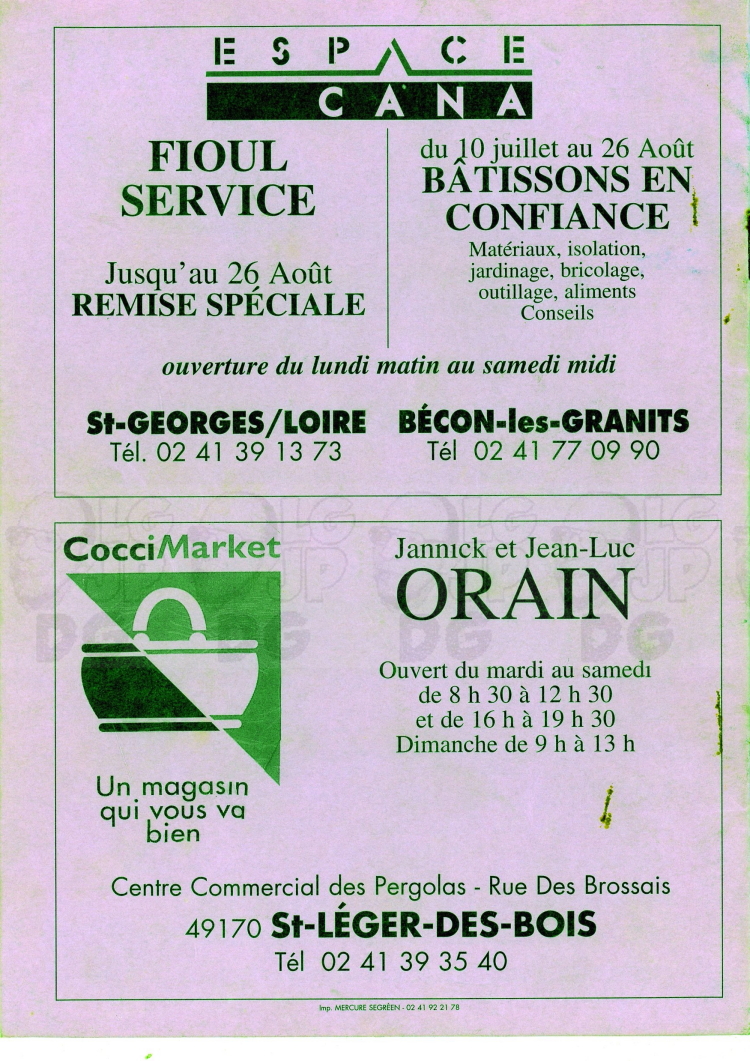 ESPACE
CANA
FIOUL
SERVICE
Jusqu'au 26 Août
REMISE SPÉCIALE
du 10 juillet au 26 Août
BÂTISSONS EN
CONFIANCE
Matériaux, isolation,
jardinage, bricolage,
outillage, aliments
Conseils
ouverture du lundi matin au samedi midi
St-GEORGES/LOIRE
Tél. 02 41 39 13 73
BÉCON-les-GRANITS
Tél 02 41 77 09 90
CocciMarket
Un magasin
qui vous va
bien
Jannick et Jean-Luc
ORAIN
Ouvert du mardi au samedi
de 8 h 30 à 12 h 30
et de 16 h à 19 h 30
Dimanche de 9 h à 13 h
Centre Commercial des Pergolas - Rue Des Brossais
49170 St-LÉGER-DES-BOIS
Tél 02 41 39 35 40
Imp. MERCURE SEGRÉEN - 02 41 92 21 78